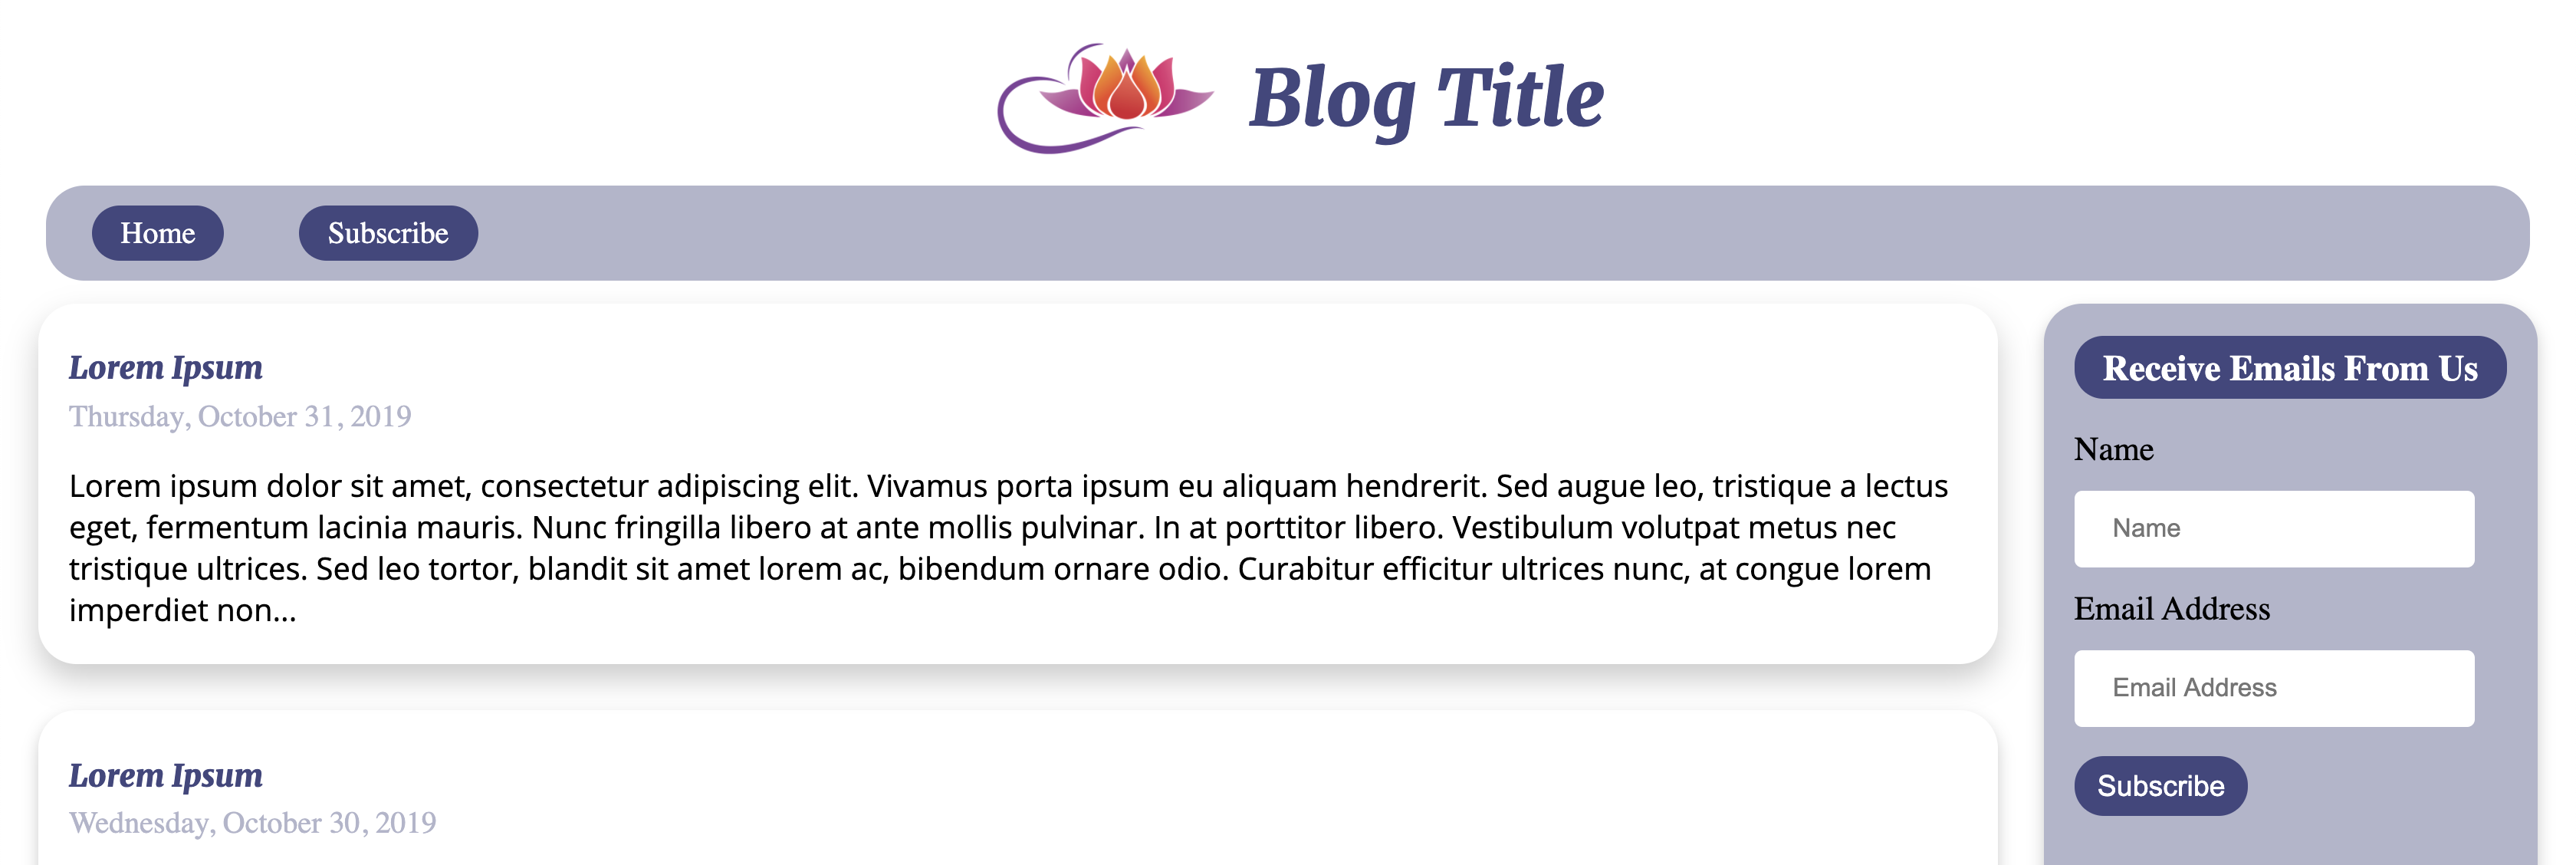 Blog Title
Home
Subscribe
Lorem Ipsum
Thursday, October 31, 2019
Lorem ipsum dolor sit amet, consectetur adipiscing elit. Vivamus porta ipsum eu aliquam hendrerit. Sed augue leo, tristique a lectus
eget, fermentum lacinia mauris. Nunc fringilla libero at ante mollis pulvinar. In at porttitor libero. Vestibulum volutpat metus nec
tristique ultrices. Sed leo tortor, blandit sit amet lorem ac, bibendum ornare odio. Curabitur efficitur ultrices nunc, at congue lorem
imperdiet non...
Lorem Ipsum
Wednesday, October 30, 2019
Receive Emails From Us
Name
Name
Email Address
Email Address
Subscribe